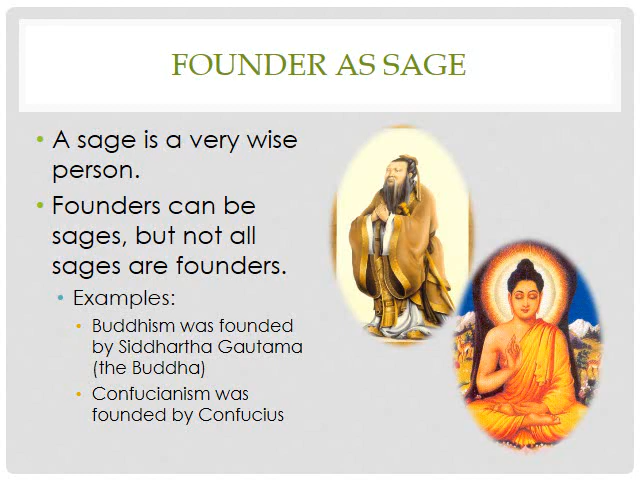 FOUNDER AS SAGE
• A sage is a very wise
person.
• Founders can be
sages, but not all
sages are founders.
• Examples:
• Buddhism was founded
by Siddhartha Gautama
(the Buddha)
• Confucianism was
founded by Confucius